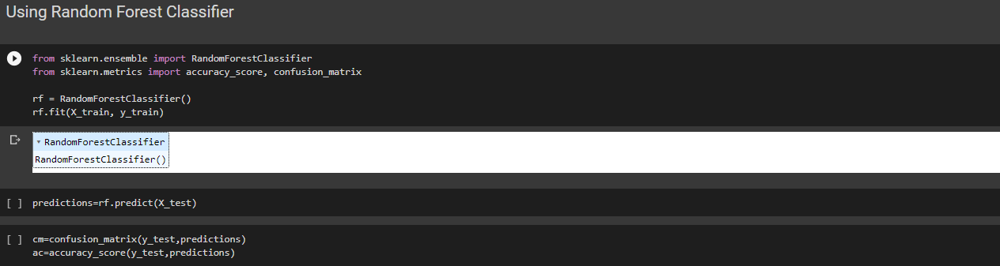 Using Random Forest Classifier
from sklearn.ensemble import RandomForestClassifier
from sklearn.metrics import accuracy_score, confusion_matrix
rf = RandomForestClassifier()
rf.fit(X_train, y_train)
▾ RandomForestClassifier
RandomForestClassifier()
[ ] predictions=rf.predict(X_test)
[ ] cm=confusion_matrix(y_test,predictions)
ac=accuracy_score(y_test,predictions)